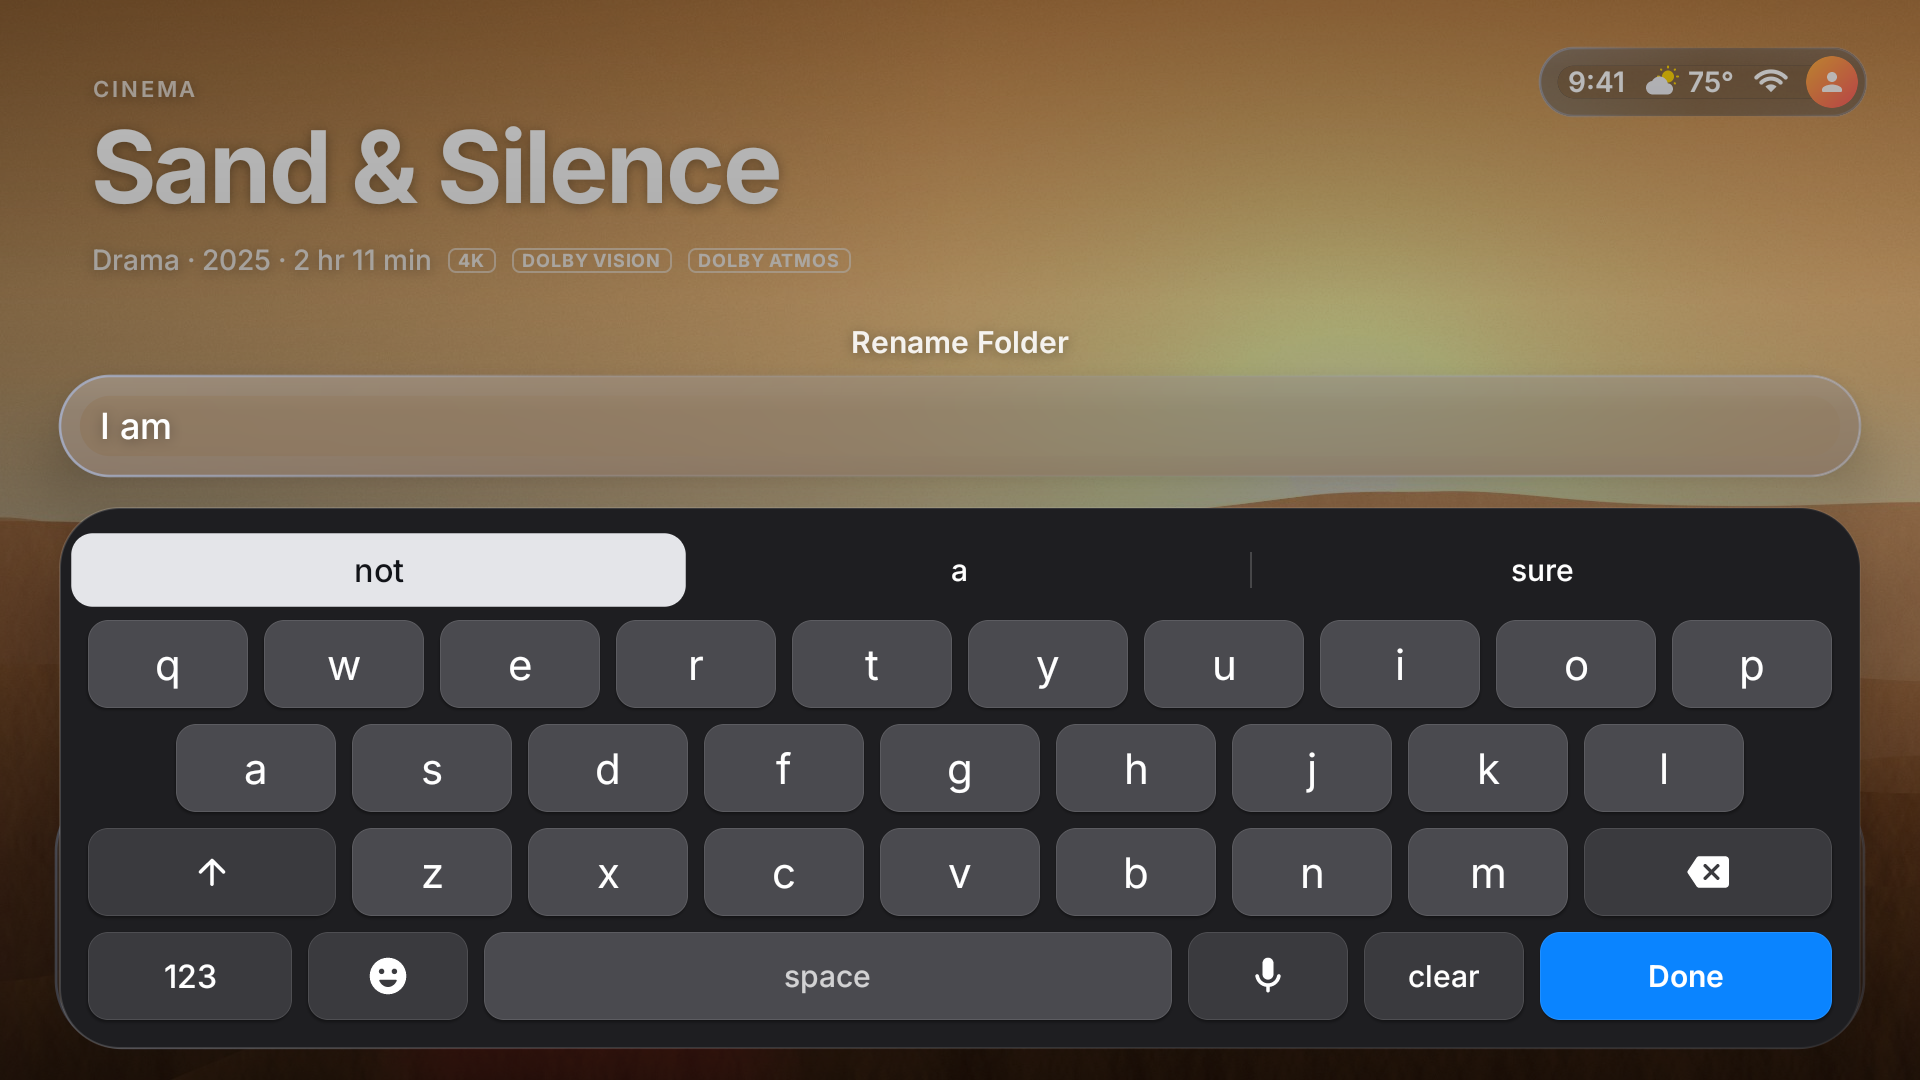 CINEMA
9:41 75°
Sand & Silence
Drama · 2025 · 2 hr 11 min 4K DOLBY VISION DOLBY ATMOS
Rename Folder
I am
not a sure
q w e r t y u i o p
a s d f g h j k l
z x c v b n m
123 space clear Done